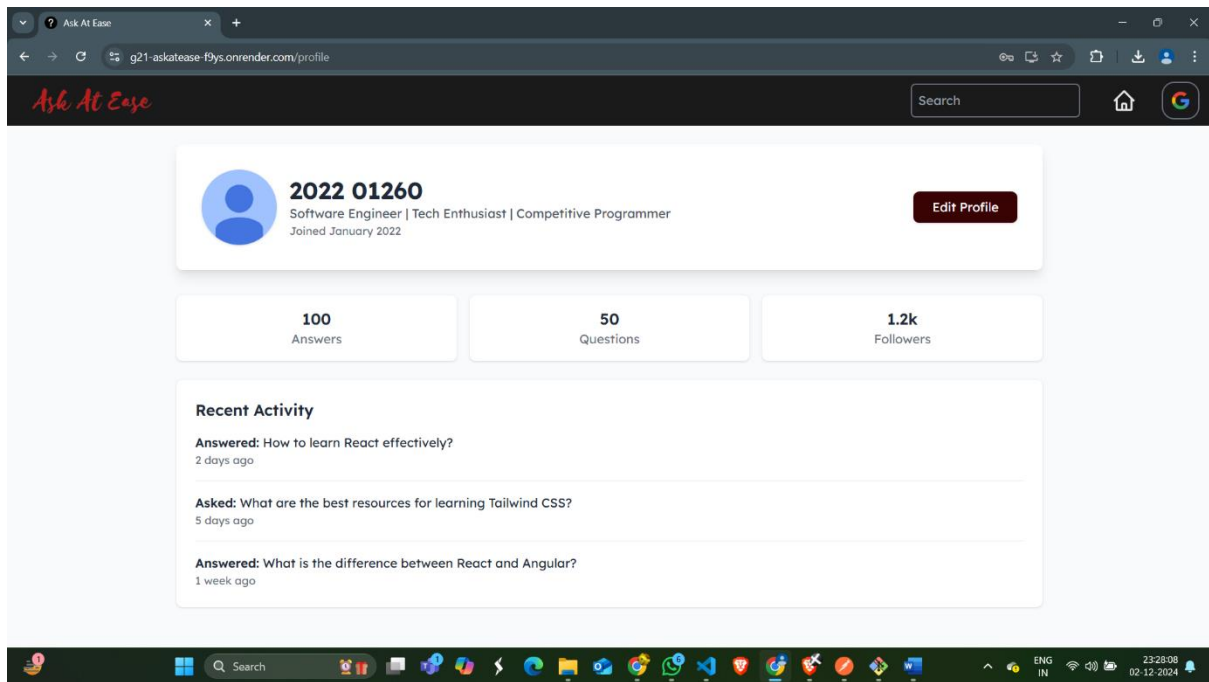 Ask At Ease
g21-askatease-f9ys.onrender.com/profile
Ask At Ease
Search
2022 01260
Software Engineer | Tech Enthusiast | Competitive Programmer
Joined January 2022
Edit Profile
100
Answers
50
Questions
1.2k
Followers
Recent Activity
Answered: How to learn React effectively?
2 days ago
Asked: What are the best resources for learning Tailwind CSS?
5 days ago
Answered: What is the difference between React and Angular?
1 week ago
Search
ENG
IN
23:28:08
02-12-2024